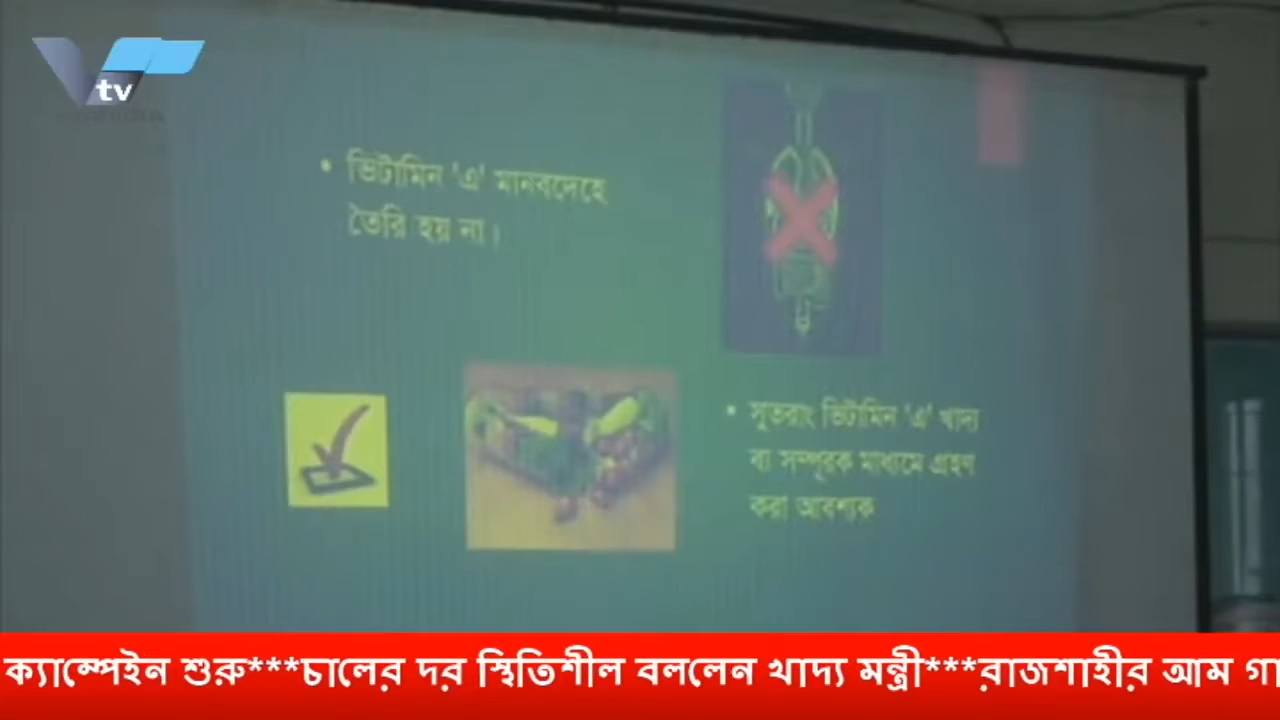 tv
• ভিটামিন 'এ' মানবদেহে
তৈরি হয় না।
• সুতরাং ভিটামিন 'এ' খাদ্য
বা সম্পূরক মাধ্যমে গ্রহণ
করা আবশ্যক
ক্যাম্পেইন শুরু***চালের দর স্থিতিশীল বললেন খাদ্য মন্ত্রী***রাজশাহীর আম গা